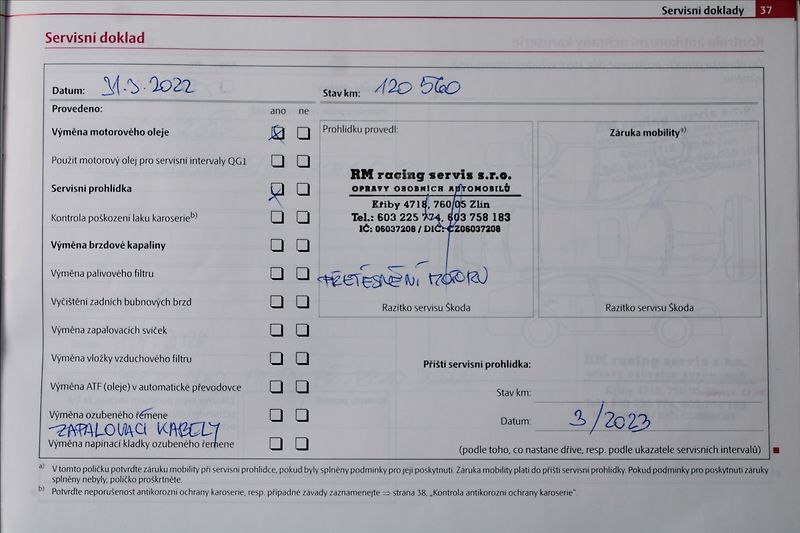 Servisní doklady 37
Servisní doklad
Datum: 31.3.2022
Stav km: 120 560
Provedeno: ano ne
Výměna motorového oleje
Použit motorový olej pro servisní intervaly QG1
Servisní prohlídka
Kontrola poškození laku karoserie b)
Výměna brzdové kapaliny
Výměna palivového filtru
Vyčištění zadních bubnových brzd
Výměna zapalovacích svíček
Výměna vložky vzduchového filtru
Výměna ATF (oleje) v automatické převodovce
Výměna ozubeného řemene
ZAPALOVACÍ KABELY
Výměna napínací kladky ozubeného řemene
Prohlídku provedl:
RM racing servis s.r.o.
OPRAVY OSOBNÍCH AUTOMOBILŮ
Křiby 4718, 760 05 Zlín
Tel.: 603 225 774, 603 758 183
IČ: 06037208 / DIČ: CZ06037208
PŘETĚSNĚNÍ MOTORU
Razítko servisu Škoda
Záruka mobility a)
Razítko servisu Škoda
Příští servisní prohlídka:
Stav km:
Datum: 3/2023
(podle toho, co nastane dříve, resp. podle ukazatele servisních intervalů)
a) V tomto políčku potvrďte záruku mobility při servisní prohlídce, pokud byly splněny podmínky pro její poskytnutí. Záruka mobility platí do příští servisní prohlídky. Pokud podmínky pro poskytnutí záruky
splněny nebyly, políčko proškrtněte.
b) Potvrďte neporušenost antikorozní ochrany karoserie, resp. případné závady zaznamenejte ⇒ strana 38, „Kontrola antikorozní ochrany karoserie".